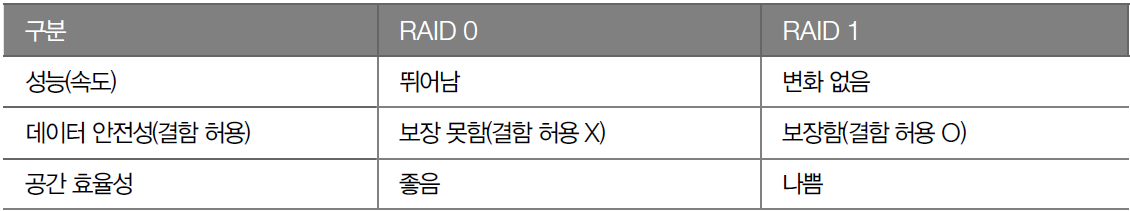 구분 RAID 0 RAID 1
성능(속도) 뛰어남 변화 없음
데이터 안전성(결함 허용) 보장 못함(결함 허용 X) 보장함(결함 허용 O)
공간 효율성 좋음 나쁨